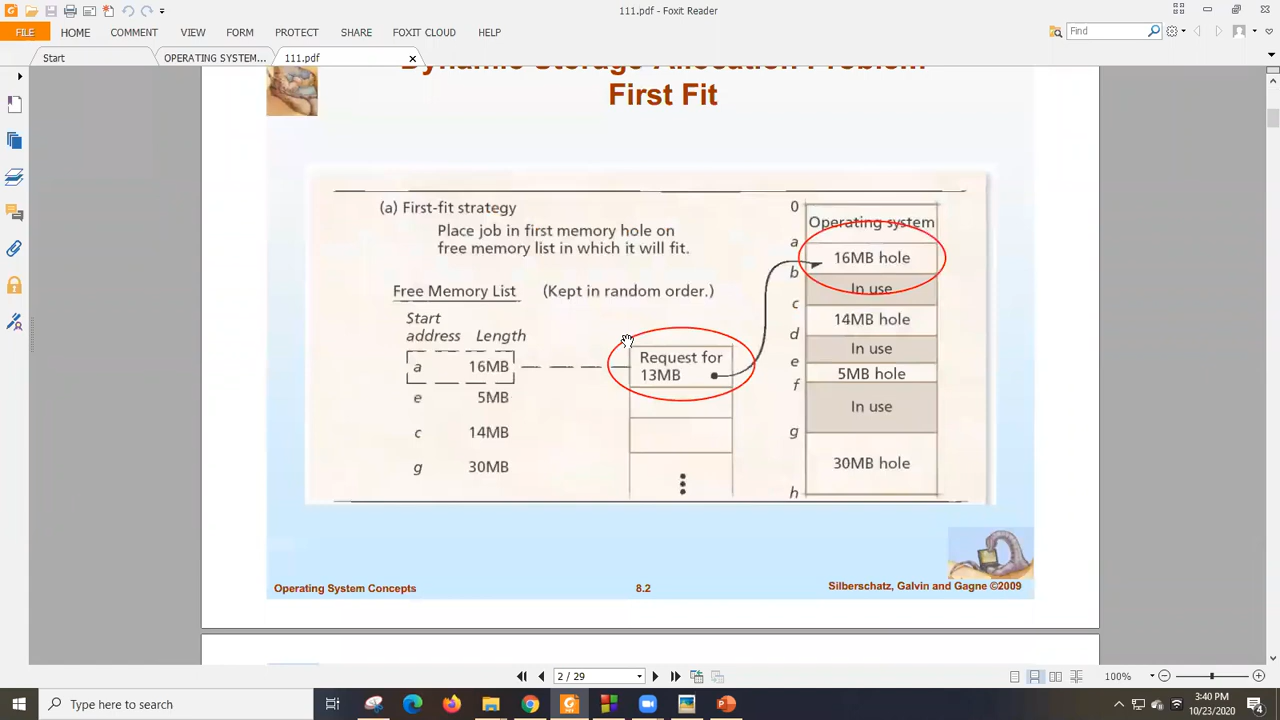 111.pdf - Foxit Reader
FILE HOME COMMENT VIEW FORM PROTECT SHARE FOXIT CLOUD HELP
Find
Start OPERATING SYSTEM... 111.pdf
Dynamic Storage Allocation Problem
First Fit
(a) First-fit strategy
Place job in first memory hole on
free memory list in which it will fit.
Free Memory List (Kept in random order.)
Start
address Length
a 16MB
e 5MB
c 14MB
g 30MB
Request for
13MB
0
Operating system
a
16MB hole
b
In use
c
14MB hole
d
In use
e
5MB hole
f
In use
g
30MB hole
h
Operating System Concepts 8.2 Silberschatz, Galvin and Gagne ©2009
2 / 29 100%
Type here to search
3:40 PM
10/23/2020